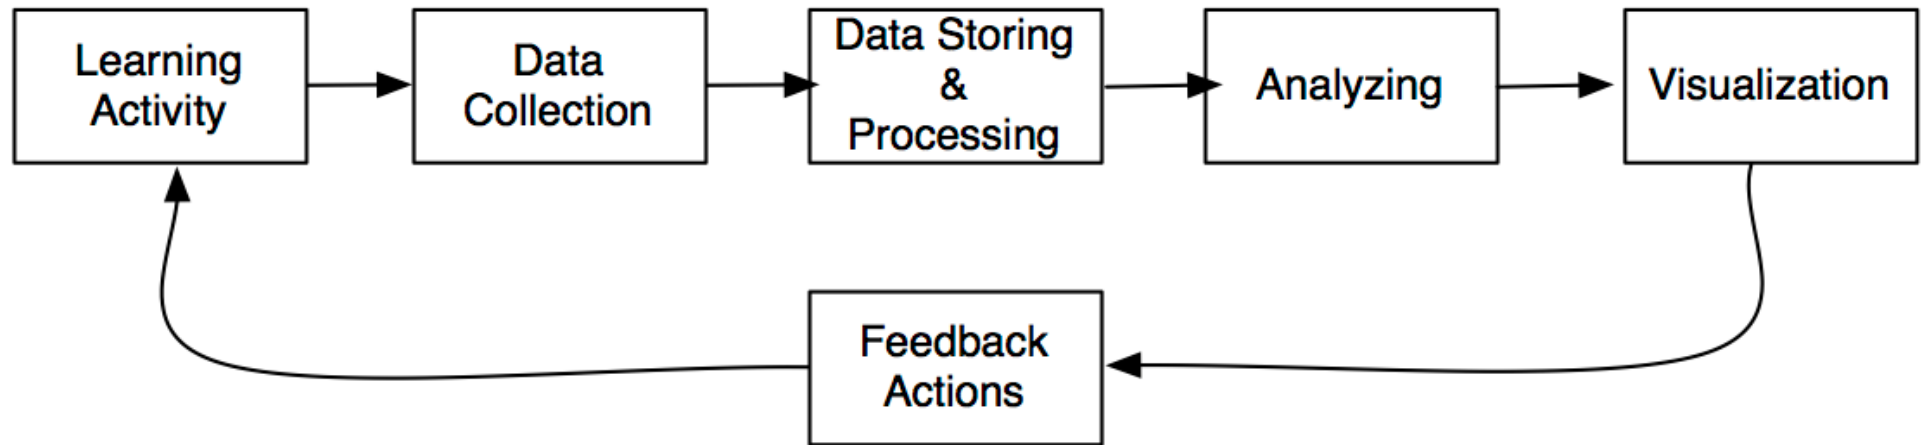 Learning
Activity
Data
Collection
Data Storing
&
Processing
Analyzing
Visualization
Feedback
Actions